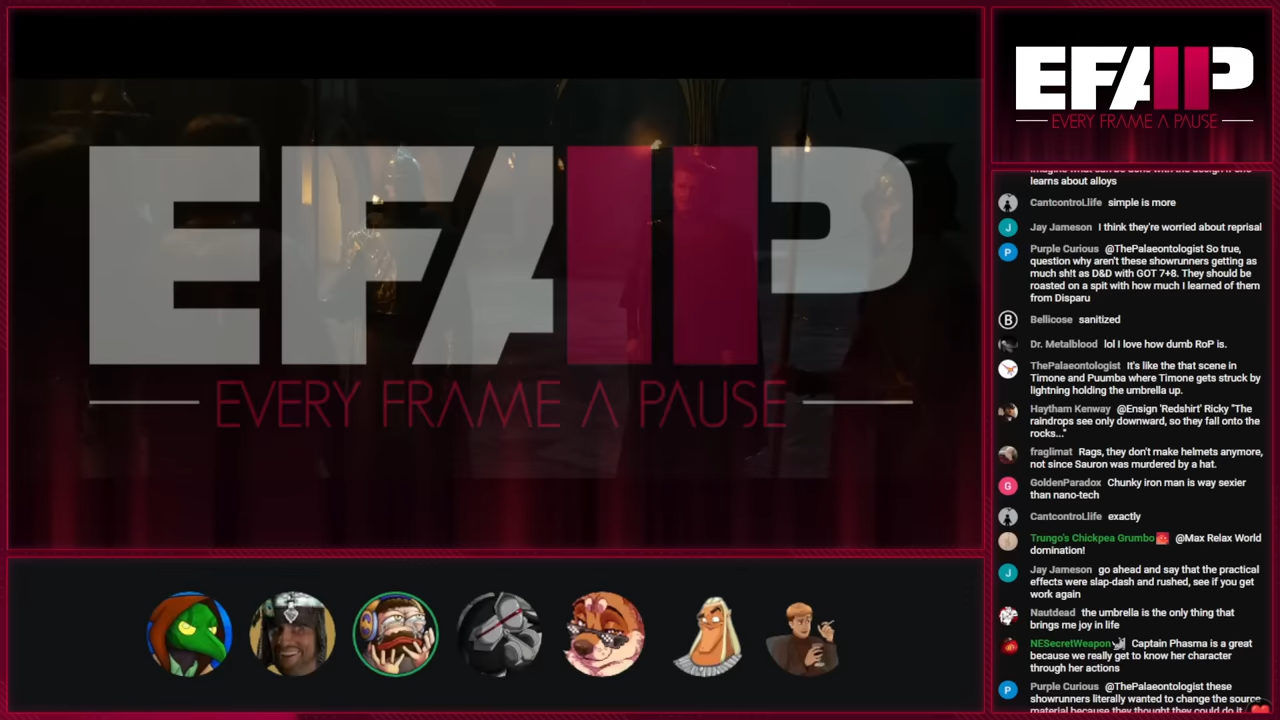 EFAP
EVERY FRAME A PAUSE
EFAP
EVERY FRAME A PAUSE
learns about alloys
CantcontroLlife simple is more
J Jay Jameson I think they're worried about reprisal
P Purple Curious @ThePalaeontologist So true,
question why aren't these showrunners getting as
much sh!t as D&D with GOT 7+8. They should be
roasted on a spit with how much I learned of them
from Disparu
B Bellicose sanitized
Dr. Metalblood lol I love how dumb RoP is.
ThePalaeontologist It's like the that scene in
Timone and Puumba where Timone gets struck by
lightning holding the umbrella up.
Haytham Kenway @Ensign 'Redshirt' Ricky "The
raindrops see only downward, so they fall onto the
rocks..."
fraglimat Rags, they don't make helmets anymore,
not since Sauron was murdered by a hat.
G GoldenParadox Chunky iron man is way sexier
than nano-tech
CantcontroLlife exactly
Trungo's Chickpea Grumbo @Max Relax World
domination!
J Jay Jameson go ahead and say that the practical
effects were slap-dash and rushed, see if you get
work again
Nautdead the umbrella is the only thing that
brings me joy in life
NESecretWeapon Captain Phasma is a great
because we really get to know her character
through her actions
P Purple Curious @ThePalaeontologist these
showrunners literally wanted to change the source
material because they thought they could do it